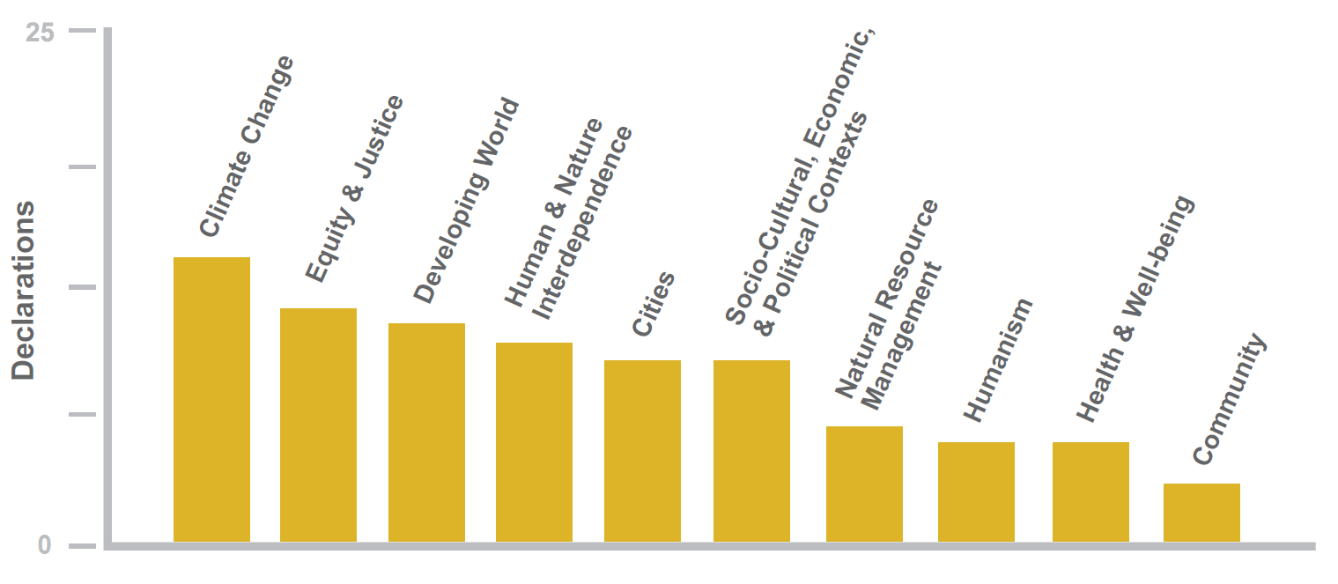 25
0
Declarations
Climate Change
Equity & Justice
Developing World
Human & Nature
Interdependence
Cities
Socio-Cultural, Economic,
& Political Contexts
Natural Resource
Management
Humanism
Health & Well-being
Community